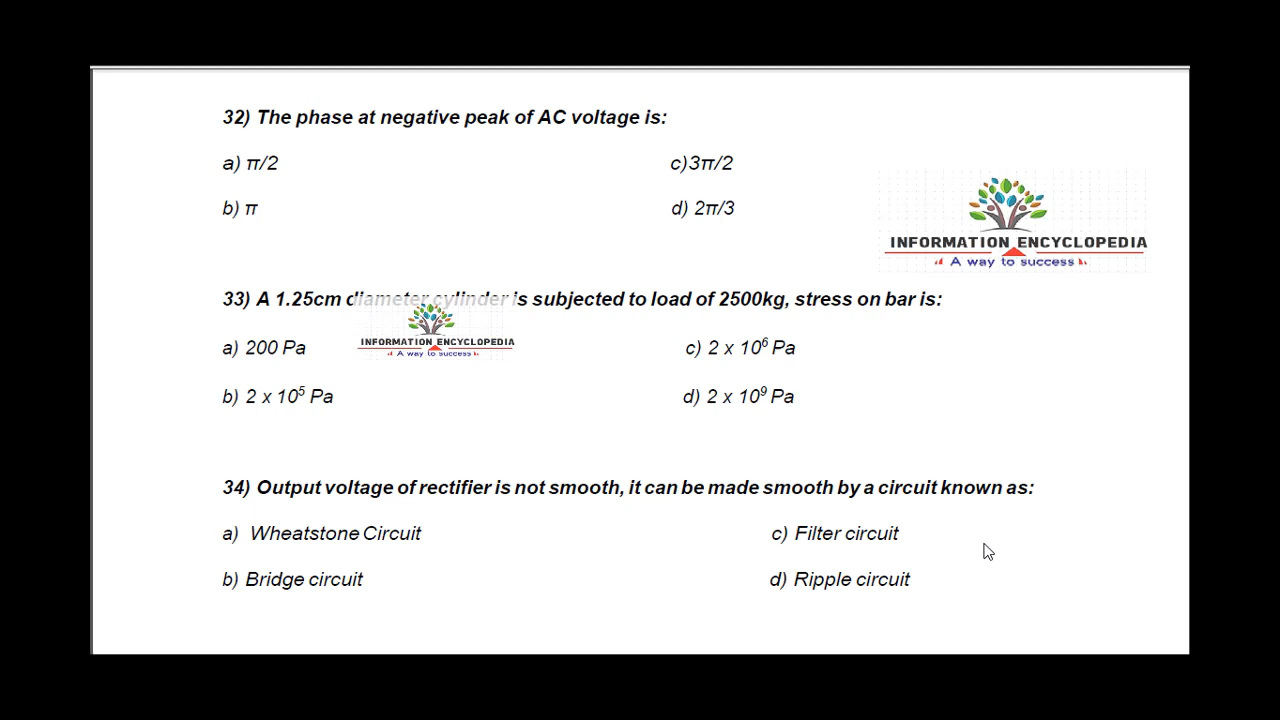 32) The phase at negative peak of AC voltage is:
a) π/2
c)3π/2
b) π
d) 2π/3
INFORMATION ENCYCLOPEDIA
A way to success
33) A 1.25cm diameter cylinder is subjected to load of 2500kg, stress on bar is:
a) 200 Pa
INFORMATION ENCYCLOPEDIA
A way to success
c) 2 x 10⁶ Pa
b) 2 x 10⁵ Pa
d) 2 x 10⁹ Pa
34) Output voltage of rectifier is not smooth, it can be made smooth by a circuit known as:
a) Wheatstone Circuit
c) Filter circuit
b) Bridge circuit
d) Ripple circuit